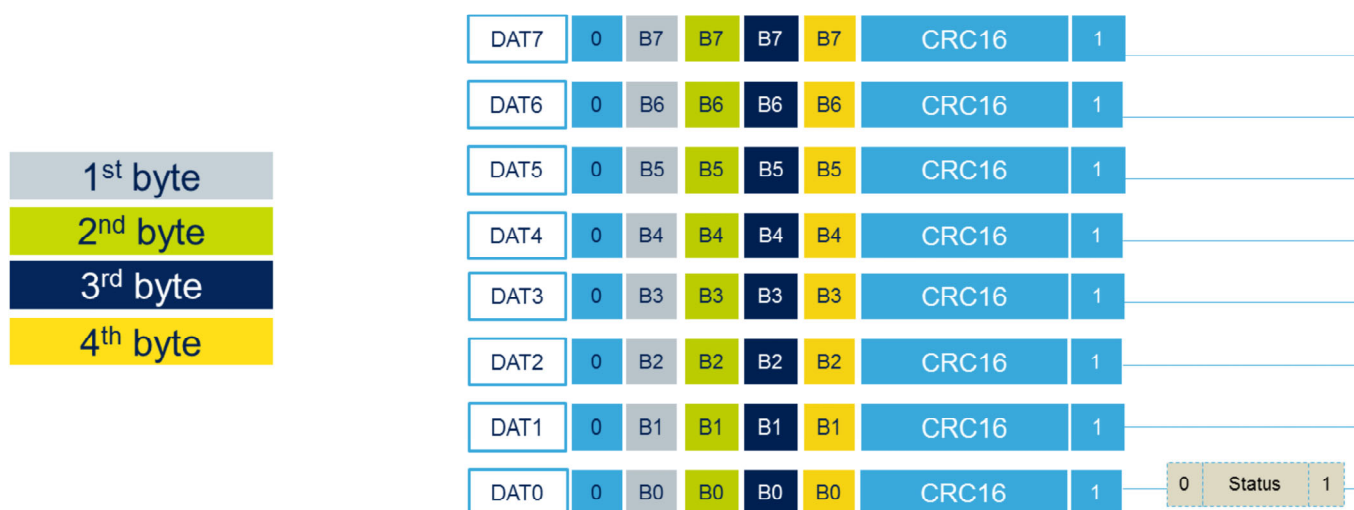 DAT7 0 B7 B7 B7 B7 CRC16 1
DAT6 0 B6 B6 B6 B6 CRC16 1
1st byte
DAT5 0 B5 B5 B5 B5 CRC16 1
2nd byte
DAT4 0 B4 B4 B4 B4 CRC16 1
3rd byte
DAT3 0 B3 B3 B3 B3 CRC16 1
4th byte
DAT2 0 B2 B2 B2 B2 CRC16 1
DAT1 0 B1 B1 B1 B1 CRC16 1
DAT0 0 B0 B0 B0 B0 CRC16 1 0 Status 1